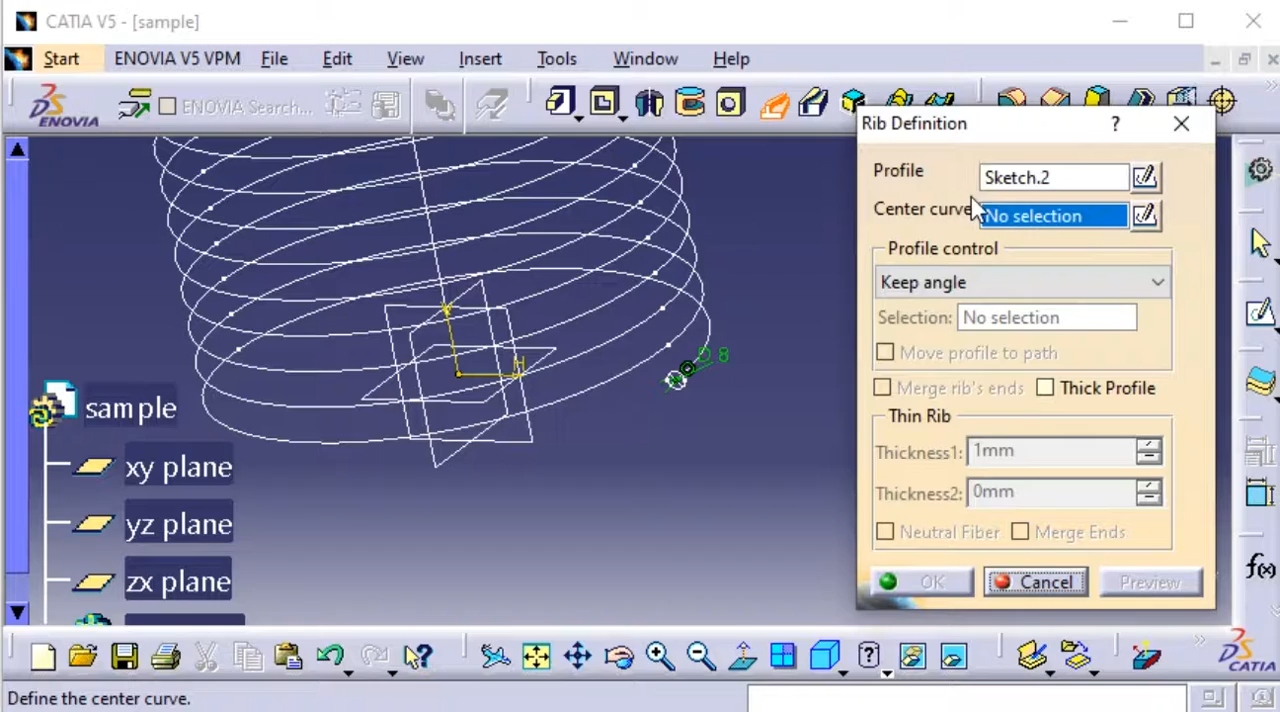 CATIA V5 - [sample]
Start ENOVIA V5 VPM File Edit View Insert Tools Window Help
ENOVIA
ENOVIA Search...
Rib Definition ?
Profile Sketch.2
Center curve No selection
Profile control
Keep angle
Selection: No selection
Move profile to path
Merge rib's ends Thick Profile
Thin Rib
Thickness1: 1mm
Thickness2: 0mm
Neutral Fiber Merge Ends
OK Cancel Preview
V
H
D 8
sample
xy plane
yz plane
zx plane
f(x)
CATIA
Define the center curve.